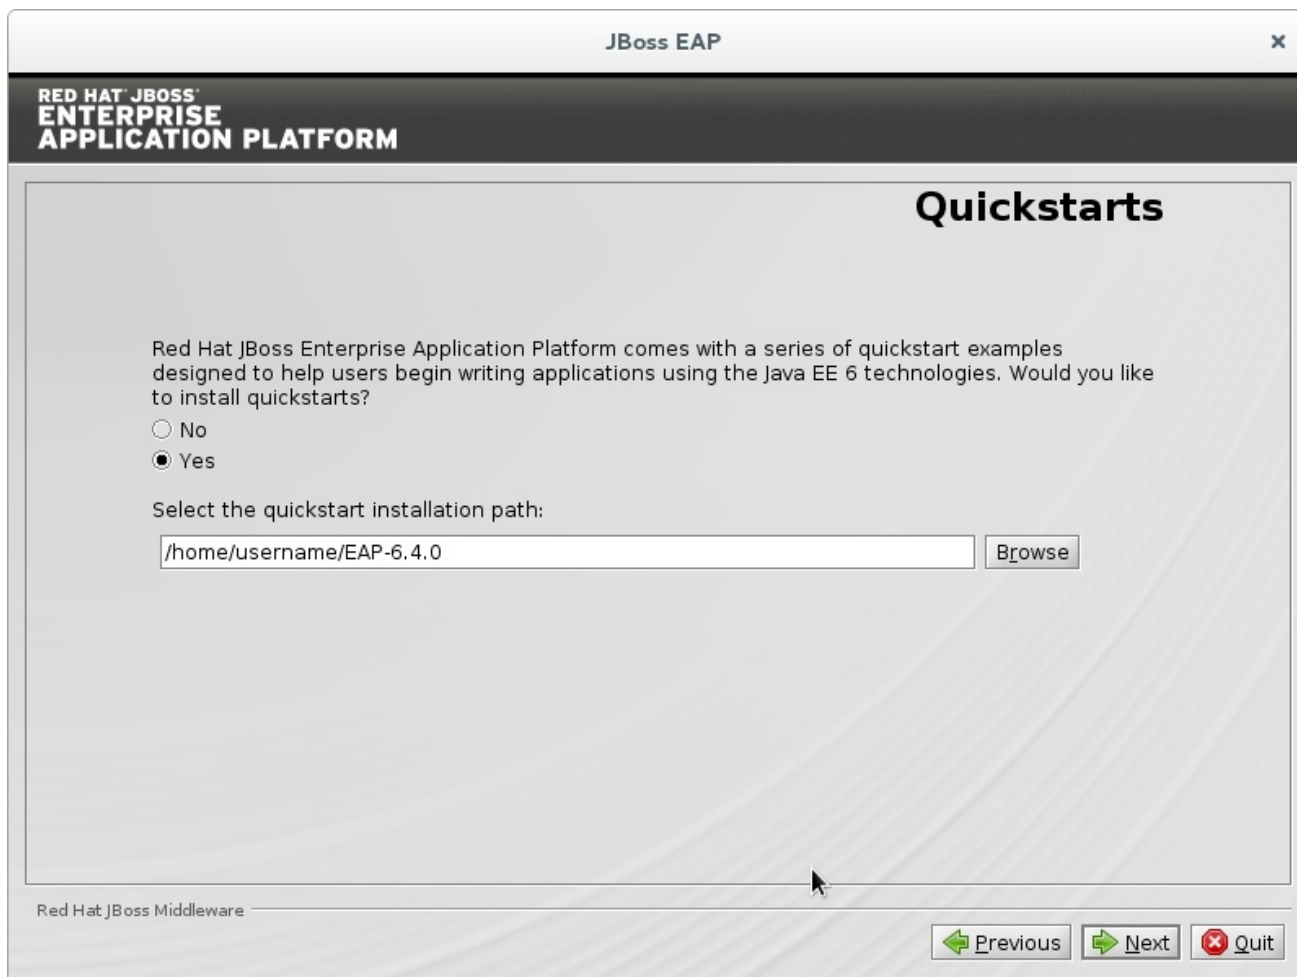 JBoss EAP
RED HAT JBOSS
ENTERPRISE
APPLICATION PLATFORM
Quickstarts
Red Hat JBoss Enterprise Application Platform comes with a series of quickstart examples
designed to help users begin writing applications using the Java EE 6 technologies. Would you like
to install quickstarts?
No
Yes
Select the quickstart installation path:
/home/username/EAP-6.4.0 Browse
Red Hat JBoss Middleware
Previous Next Quit